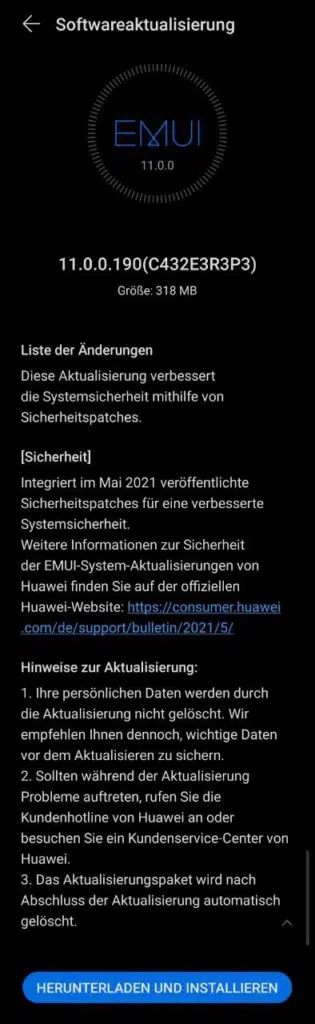 Softwareaktualisierung
EMUI
11.0.0
11.0.0.190(C432E3R3P3)
Größe: 318 MB
Liste der Änderungen
Diese Aktualisierung verbessert
die Systemsicherheit mithilfe von
Sicherheitspatches.
[Sicherheit]
Integriert im Mai 2021 veröffentlichte
Sicherheitspatches für eine verbesserte
Systemsicherheit.
Weitere Informationen zur Sicherheit
der EMUI-System-Aktualisierungen von
Huawei finden Sie auf der offiziellen
Huawei-Website: https://consumer.huawei
.com/de/support/bulletin/2021/5/
Hinweise zur Aktualisierung:
1. Ihre persönlichen Daten werden durch
die Aktualisierung nicht gelöscht. Wir
empfehlen Ihnen dennoch, wichtige Daten
vor dem Aktualisieren zu sichern.
2. Sollten während der Aktualisierung
Probleme auftreten, rufen Sie die
Kundenhotline von Huawei an oder
besuchen Sie ein Kundenservice-Center von
Huawei.
3. Das Aktualisierungspaket wird nach
Abschluss der Aktualisierung automatisch
gelöscht.
HERUNTERLADEN UND INSTALLIEREN